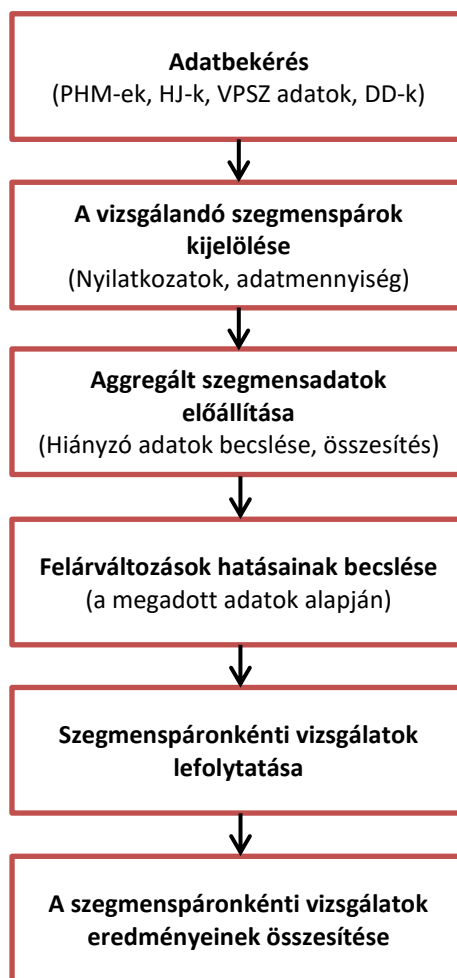 Adatbekérés
(PHM-ek, HJ-k, VPSZ adatok, DD-k)
A vizsgálandó szegmenspárok
kijelölése
(Nyilatkozatok, adatmennyiség)
Aggregált szegmensadatok
előállítása
(Hiányzó adatok becslése, összesítés)
Felárváltozások hatásainak becslése
(a megadott adatok alapján)
Szegmenspáronkénti vizsgálatok
lefolytatása
A szegmenspáronkénti vizsgálatok
eredményeinek összesítése